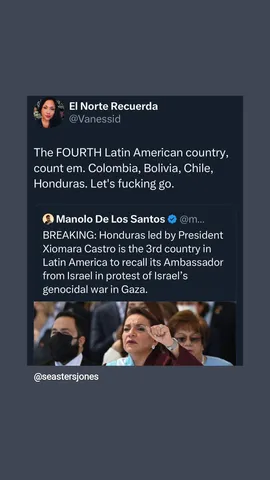 El Norte Recuerda
@Vanessid
The FOURTH Latin American country,
count em. Colombia, Bolivia, Chile,
Honduras. Let's fucking go.
Manolo De Los Santos @m...
BREAKING: Honduras led by President
Xiomara Castro is the 3rd country in
Latin America to recall its Ambassador
from Israel in protest of Israel's
genocidal war in Gaza.
@seastersjones